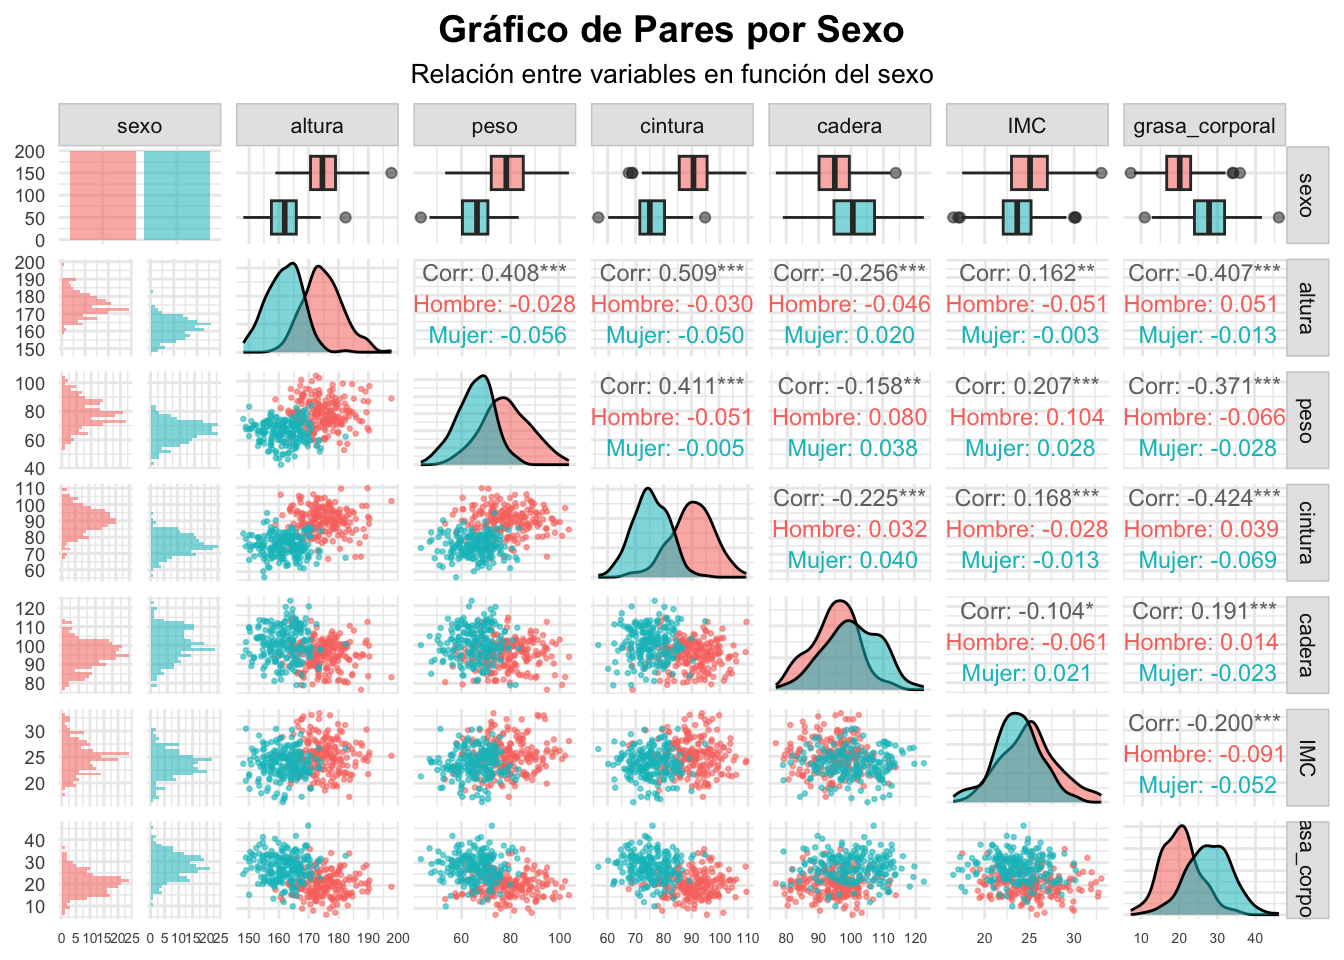 Gráfico de Pares por Sexo
Relación entre variables en función del sexo
sexo altura peso cintura cadera IMC grasa_corporal
200
150
100
50
0
sexo
200
190
180
170
160
150
Corr: 0.408*** Corr: 0.509*** Corr: -0.256*** Corr: 0.162** Corr: -0.407***
Hombre: -0.028 Hombre: -0.030 Hombre: -0.046 Hombre: -0.051 Hombre: 0.051
Mujer: -0.056 Mujer: -0.050 Mujer: 0.020 Mujer: -0.003 Mujer: -0.013
altura
100
80
60
40
Corr: 0.411*** Corr: -0.158** Corr: 0.207*** Corr: -0.371***
Hombre: -0.051 Hombre: 0.080 Hombre: 0.104 Hombre: -0.066
Mujer: -0.005 Mujer: 0.038 Mujer: 0.028 Mujer: -0.028
peso
110
100
90
80
70
60
Corr: -0.225*** Corr: 0.168*** Corr: -0.424***
Hombre: 0.032 Hombre: -0.028 Hombre: 0.039
Mujer: 0.040 Mujer: -0.013 Mujer: -0.069
cintura
120
110
100
90
80
Corr: -0.104* Corr: 0.191***
Hombre: -0.061 Hombre: 0.014
Mujer: 0.021 Mujer: -0.023
cadera
30
25
20
Corr: -0.200***
Hombre: -0.091
Mujer: -0.052
IMC
40
30
20
10
asa_corpo
0 5 10 15 20 25 0 5 10 15 20 25 150 160 170 180 190 200 60 80 100 60 70 80 90 100 110 80 90 100 110 120 20 25 30 10 20 30 40